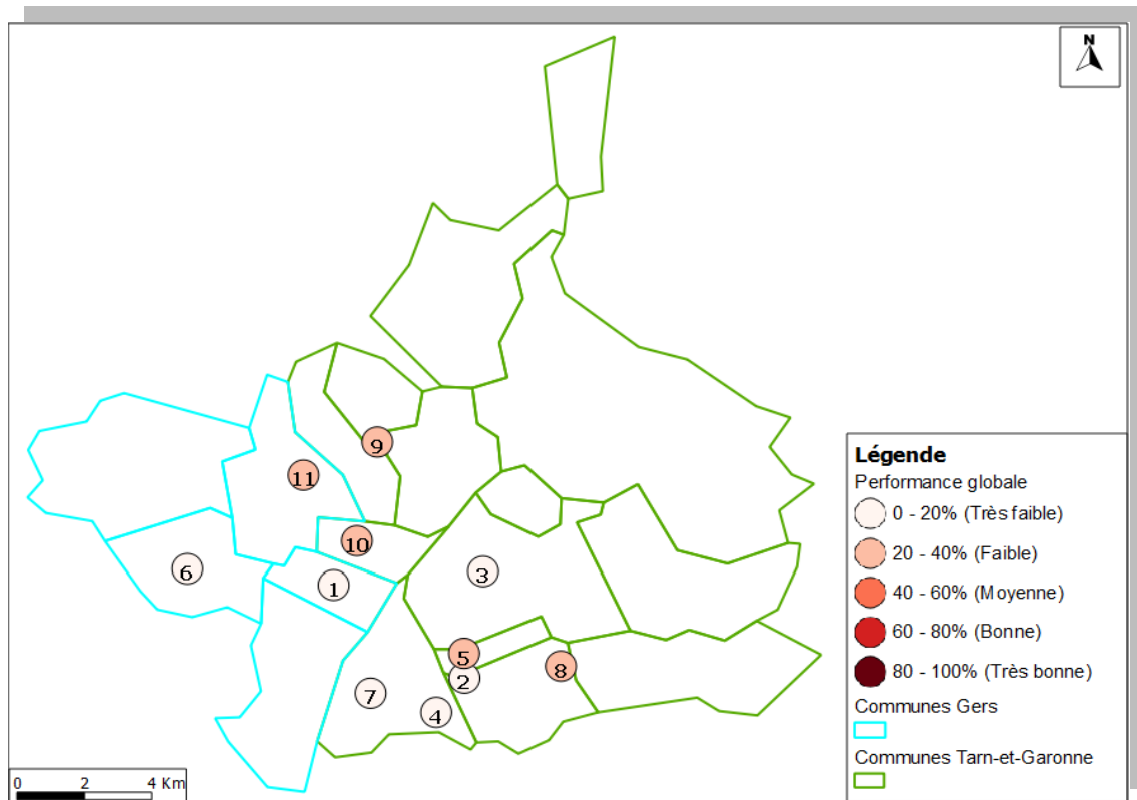 N
9
11
10
6
1
3
5
2
8
7
4
Légende
Performance globale
0 - 20% (Très faible)
20 - 40% (Faible)
40 - 60% (Moyenne)
60 - 80% (Bonne)
80 - 100% (Très bonne)
Communes Gers
Communes Tarn-et-Garonne
0 2 4 Km